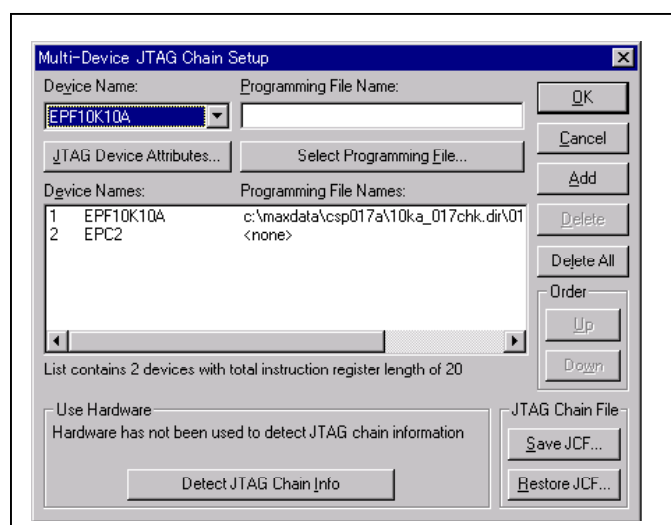 Multi-Device JTAG Chain Setup
Device Name: Programming File Name:
EPF10K10A
OK
Cancel
JTAG Device Attributes... Select Programming File...
Add
Device Names: Programming File Names:
1 EPF10K10A c:\maxdata\csp017a\10ka_017chk.dir\01
2 EPC2 <none>
Delete
Delete All
Order
Up
Down
List contains 2 devices with total instruction register length of 20
Use Hardware
Hardware has not been used to detect JTAG chain information
Detect JTAG Chain Info
JTAG Chain File
Save JCF...
Restore JCF...